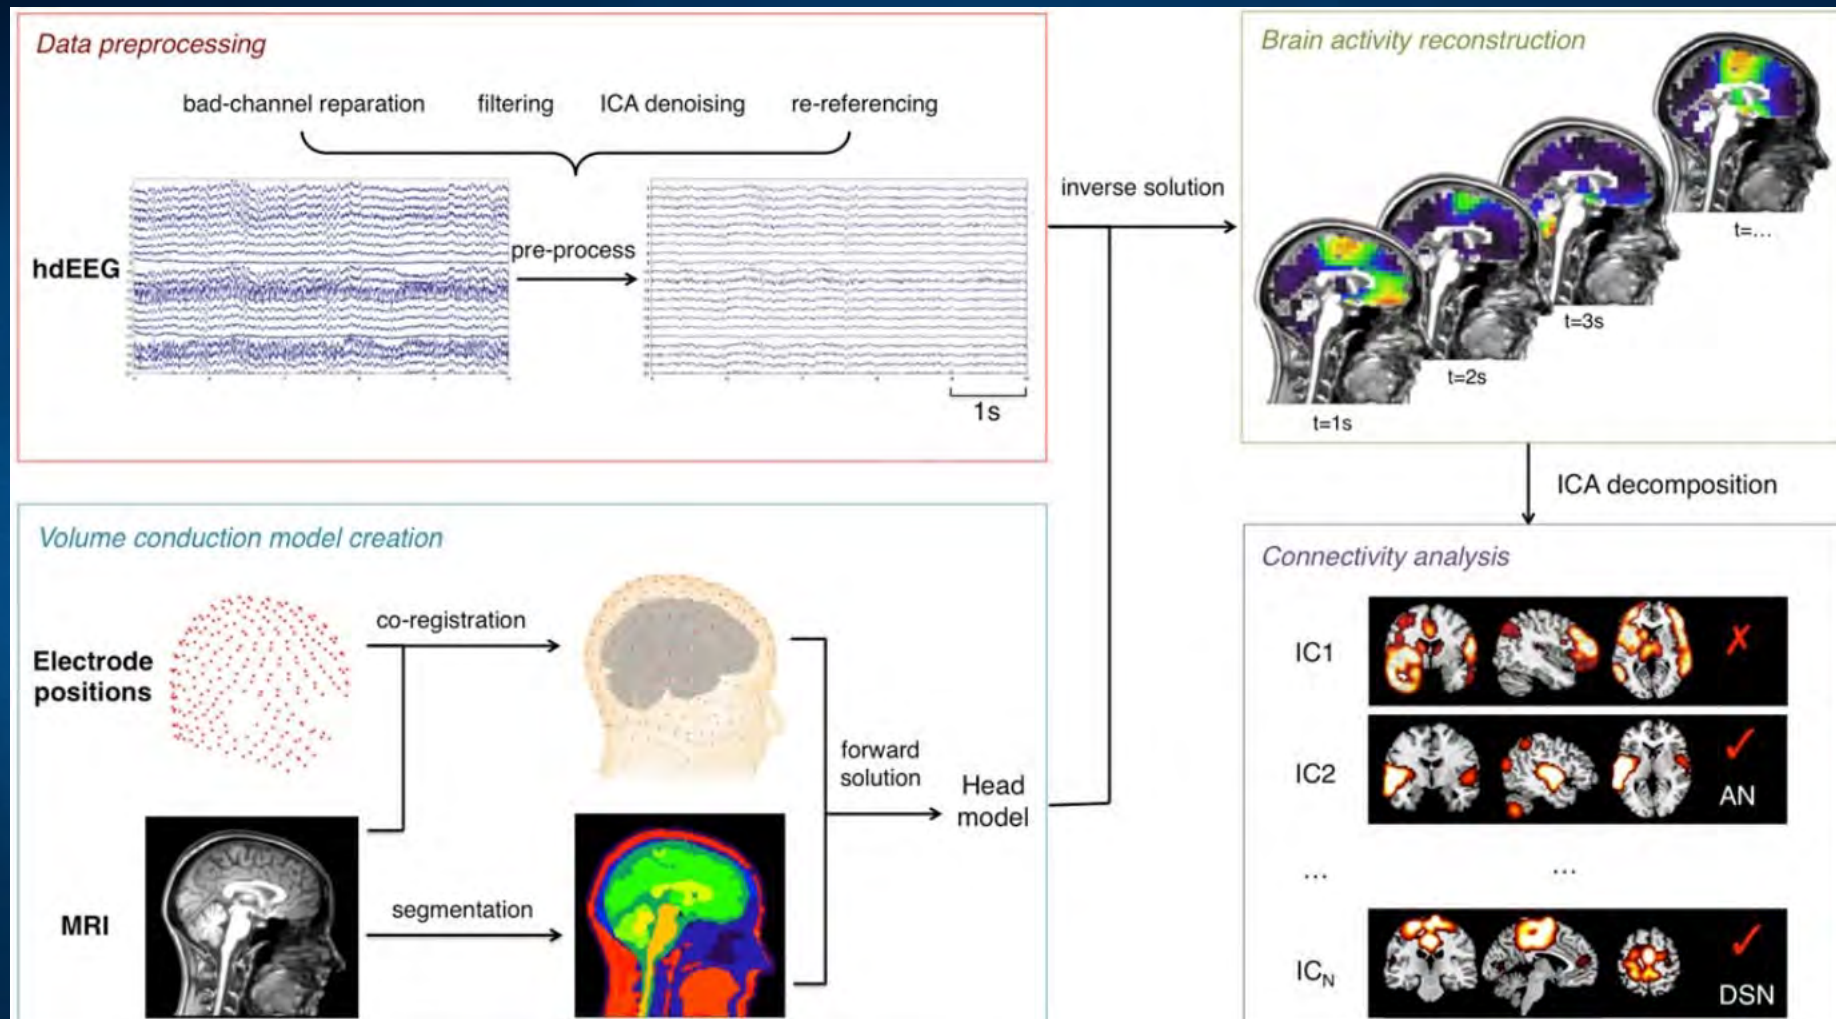 Data preprocessing
bad-channel reparation filtering ICA denoising re-referencing
hdEEG
pre-process
1s
inverse solution
Brain activity reconstruction
t=1s
t=2s
t=3s
t=...
ICA decomposition
Volume conduction model creation
Electrode
positions
co-registration
MRI
segmentation
forward
solution
Head
model
Connectivity analysis
IC1
✗
IC2
✓
AN
...
...
ICN
✓
DSN